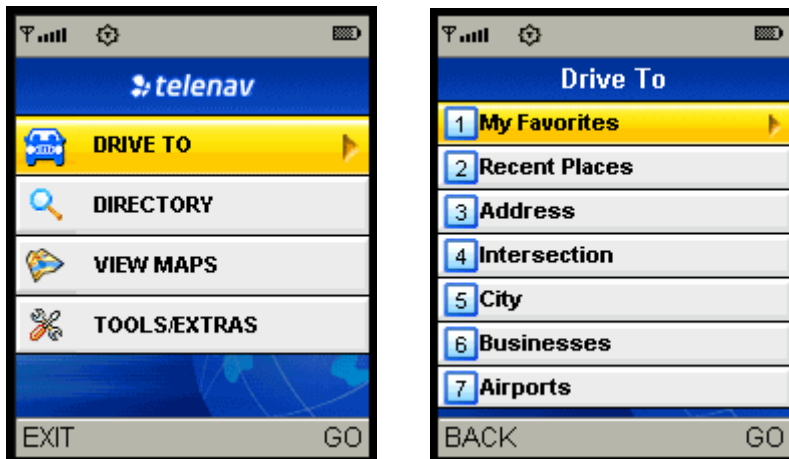 telenav
DRIVE TO
DIRECTORY
VIEW MAPS
TOOLS/EXTRAS
EXIT GO
Drive To
1 My Favorites
2 Recent Places
3 Address
4 Intersection
5 City
6 Businesses
7 Airports
BACK GO